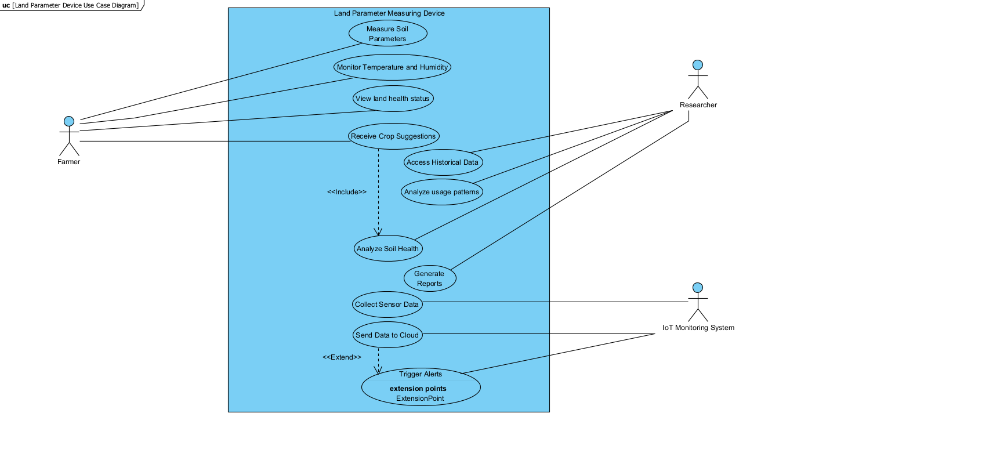 uc [Land Parameter Device Use Case Diagram]
Land Parameter Measuring Device
Measure Soil
Parameters
Monitor Temperature and Humidity
View land health status
Researcher
Receive Crop Suggestions
Farmer
Access Historical Data
<<Include>>
Analyze usage patterns
Analyze Soil Health
Generate
Reports
Collect Sensor Data
IoT Monitoring System
Send Data to Cloud
<<Extend>>
Trigger Alerts
extension points
ExtensionPoint